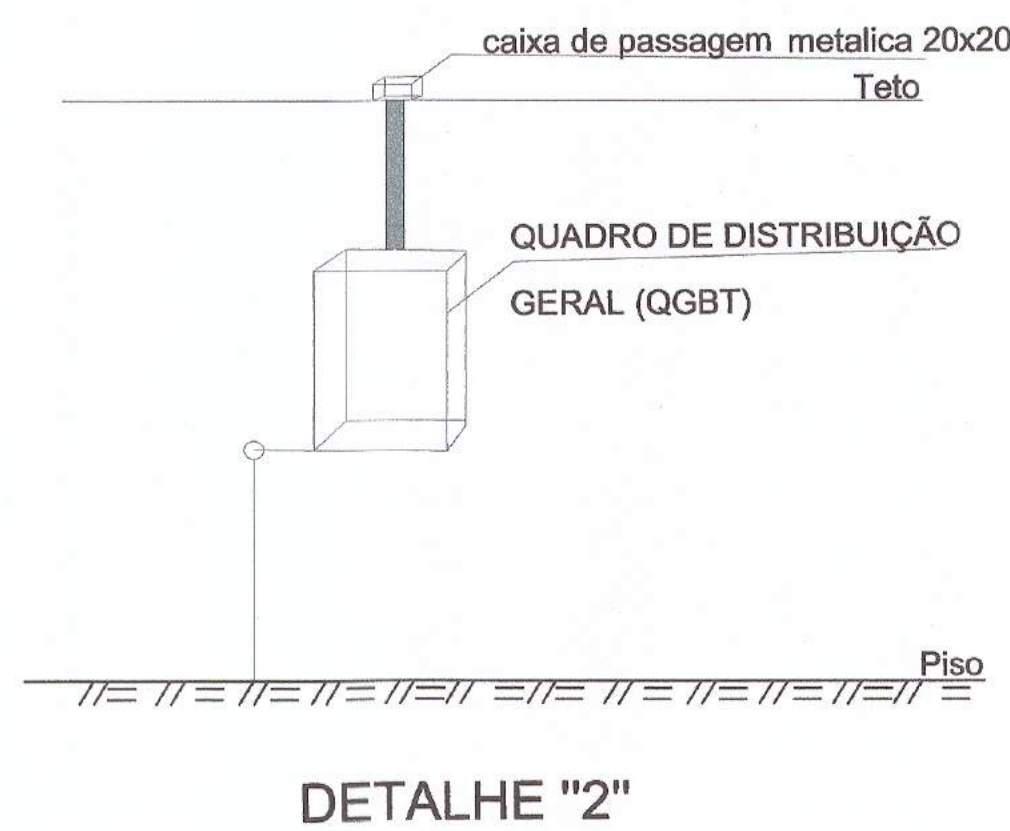 caixa de passagem metalica 20x20
Teto
QUADRO DE DISTRIBUIÇÃO
GERAL (QGBT)
Piso
DETALHE "2"